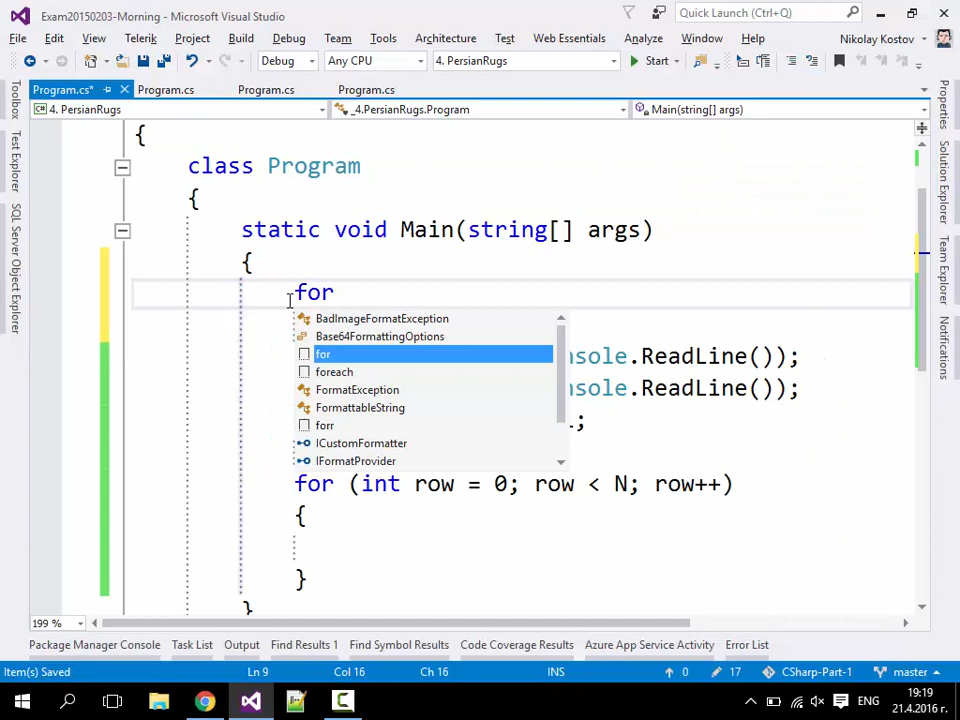 Exam20150203-Morning - Microsoft Visual Studio
Quick Launch (Ctrl+Q)
File Edit View Telerik Project Build Debug Team Tools Architecture Test Web Essentials Analyze Window Help Nikolay Kostov
Debug Any CPU 4. PersianRugs Start
Program.cs* Program.cs Program.cs Program.cs
4. PersianRugs _4.PersianRugs.Program Main(string[] args)
Toolbox
Test Explorer
SQL Server Object Explorer
Properties
Solution Explorer
Team Explorer
Notifications
{
class Program
{
static void Main(string[] args)
{
for
BadImageFormatException
Base64FormattingOptions
for
foreach
FormatException
FormattableString
forr
ICustomFormatter
IFormatProvider
nsole.ReadLine());
nsole.ReadLine());
;
for (int row = 0; row < N; row++)
{
}
}
199 %
Package Manager Console Task List Output Find Results 1 Find Symbol Results Code Coverage Results Azure App Service Activity Error List
Item(s) Saved Ln 9 Col 16 Ch 16 INS 0 17 CSharp-Part-1 master
ENG
19:19
21.4.2016 г.